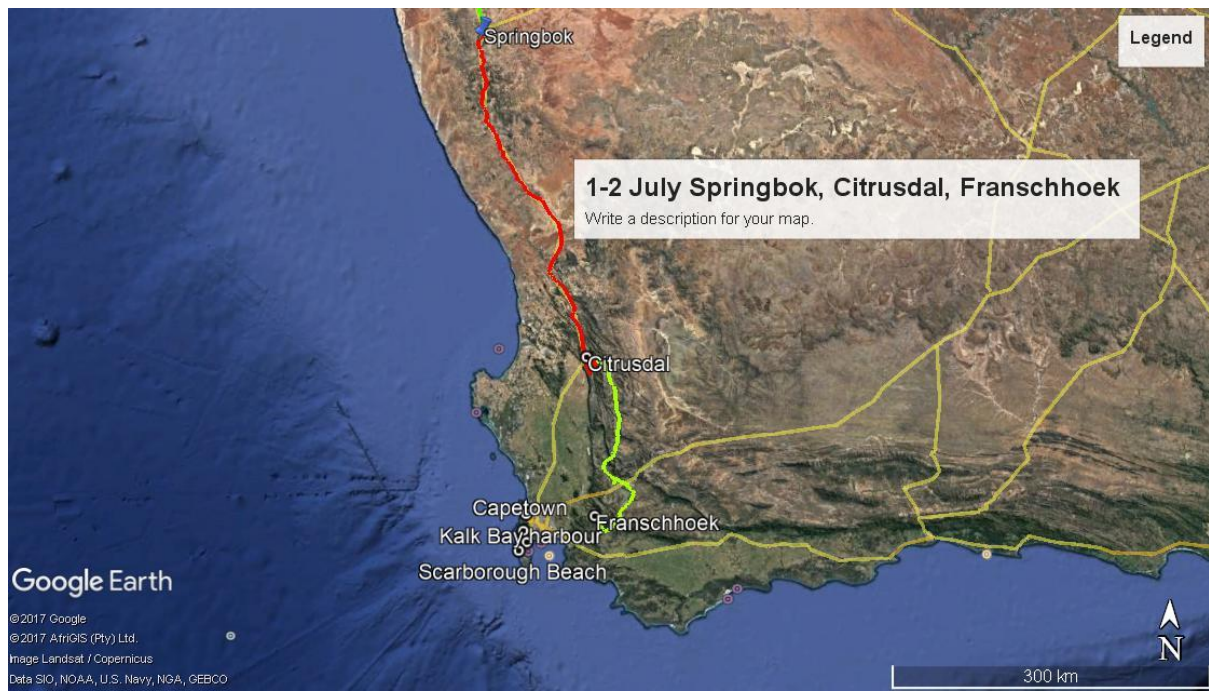 Springbok
Legend
1-2 July Springbok, Citrusdal, Franschhoek
Write a description for your map.
Citrusdal
Capetown
Franschhoek
Kalk Bay harbour
Scarborough Beach
Google Earth
©2017 Google
©2017 AfriGIS (Pty) Ltd.
Image Landsat / Copernicus
Data SIO, NOAA, U.S. Navy, NGA, GEBCO
N
300 km